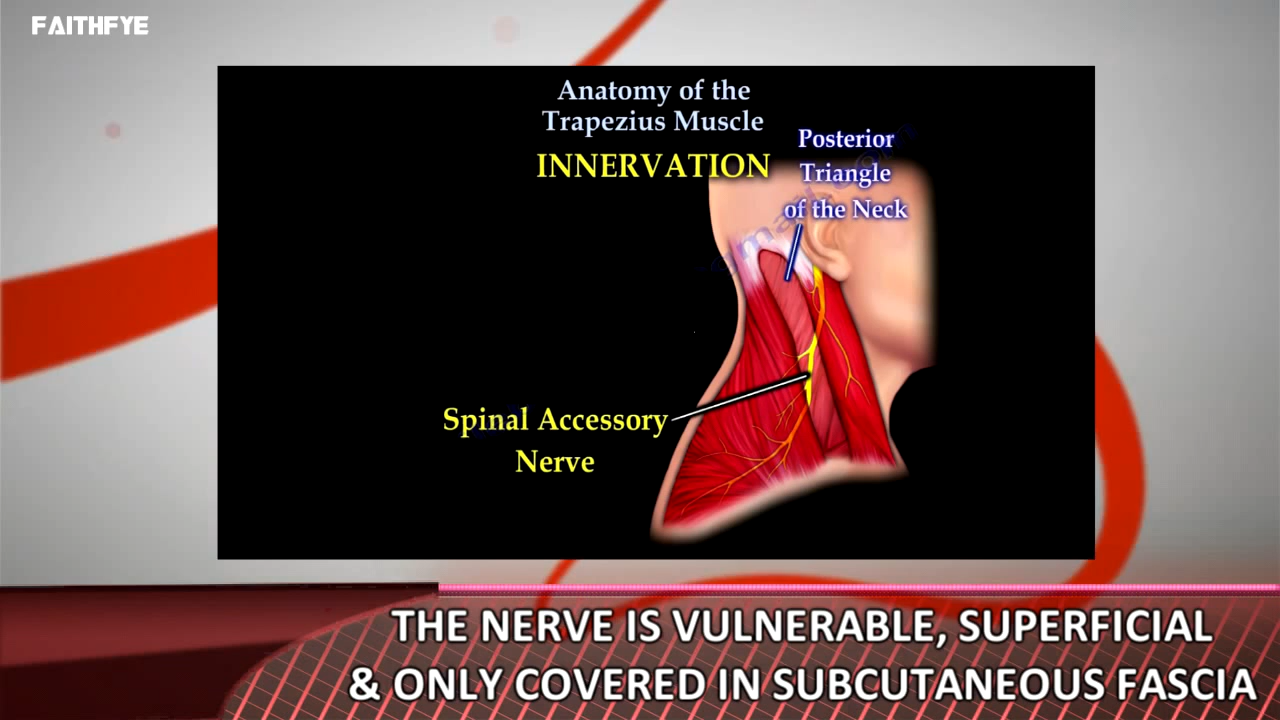 FAITHFYE
Anatomy of the
Trapezius Muscle
INNERVATION
Posterior
Triangle
of the Neck
Spinal Accessory
Nerve
THE NERVE IS VULNERABLE, SUPERFICIAL
& ONLY COVERED IN SUBCUTANEOUS FASCIA